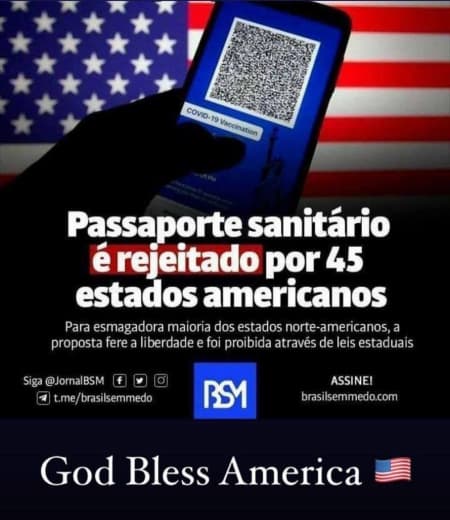 COVID-19 Vaccination
Passaporte sanitário
é rejeitado por 45
estados americanos
Para esmagadora maioria dos estados norte-americanos, a
proposta fere a liberdade e foi proibida através de leis estaduais
Siga @JornalBSM
t.me/brasilsemmedo
BSM
ASSINE!
brasilsemmedo.com
God Bless America 🇺🇸